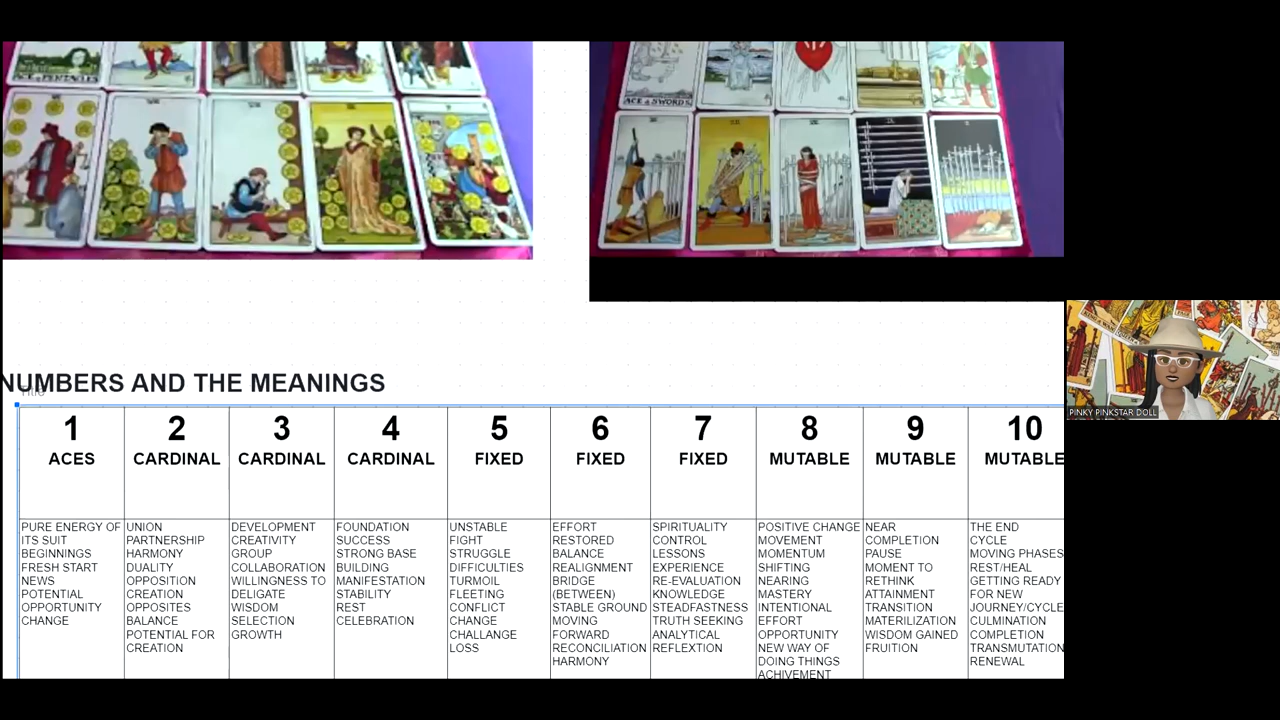 ACE of PENTACLES
ACE of SWORDS.
NUMBERS AND THE MEANINGS
Title
PINKY PINKSTAR DOLL
1
ACES
PURE ENERGY OF
ITS SUIT
BEGINNINGS
FRESH START
NEWS
POTENTIAL
OPPORTUNITY
CHANGE
2
CARDINAL
UNION
PARTNERSHIP
HARMONY
DUALITY
OPPOSITION
CREATION
OPPOSITES
BALANCE
POTENTIAL FOR
CREATION
3
CARDINAL
DEVELOPMENT
CREATIVITY
GROUP
COLLABORATION
WILLINGNESS TO
DELIGATE
WISDOM
SELECTION
GROWTH
4
CARDINAL
FOUNDATION
SUCCESS
STRONG BASE
BUILDING
MANIFESTATION
STABILITY
REST
CELEBRATION
5
FIXED
UNSTABLE
FIGHT
STRUGGLE
DIFFICULTIES
TURMOIL
FLEETING
CONFLICT
CHANGE
CHALLANGE
LOSS
6
FIXED
EFFORT
RESTORED
BALANCE
REALIGNMENT
BRIDGE
(BETWEEN)
STABLE GROUND
MOVING
FORWARD
RECONCILIATION
HARMONY
7
FIXED
SPIRITUALITY
CONTROL
LESSONS
EXPERIENCE
RE-EVALUATION
KNOWLEDGE
STEADFASTNESS
TRUTH SEEKING
ANALYTICAL
REFLEXTION
8
MUTABLE
POSITIVE CHANGE
MOVEMENT
MOMENTUM
SHIFTING
NEARING
MASTERY
INTENTIONAL
EFFORT
OPPORTUNITY
NEW WAY OF
DOING THINGS
ACHIVEMENT
9
MUTABLE
NEAR
COMPLETION
PAUSE
MOMENT TO
RETHINK
ATTAINMENT
TRANSITION
MATERILIZATION
WISDOM GAINED
FRUITION
10
MUTABLE
THE END
CYCLE
MOVING PHASES
REST/HEAL
GETTING READY
FOR NEW
JOURNEY/CYCLE
CULMINATION
COMPLETION
TRANSMUTATION
RENEWAL